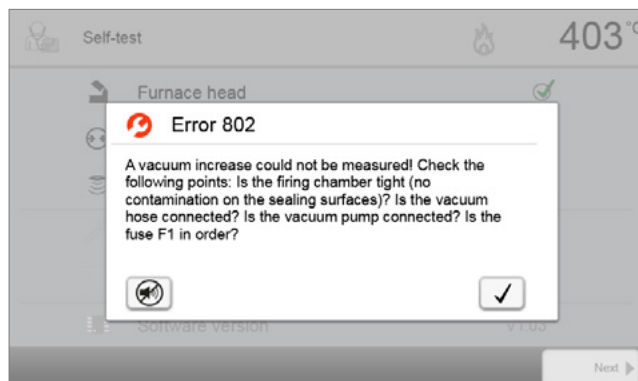 Self-test
403 °C
Furnace head
Error 802
A vacuum increase could not be measured! Check the
following points: Is the firing chamber tight (no
contamination on the sealing surfaces)? Is the vacuum
hose connected? Is the vacuum pump connected? Is the
fuse F1 in order?
Software version
V1.03
Next